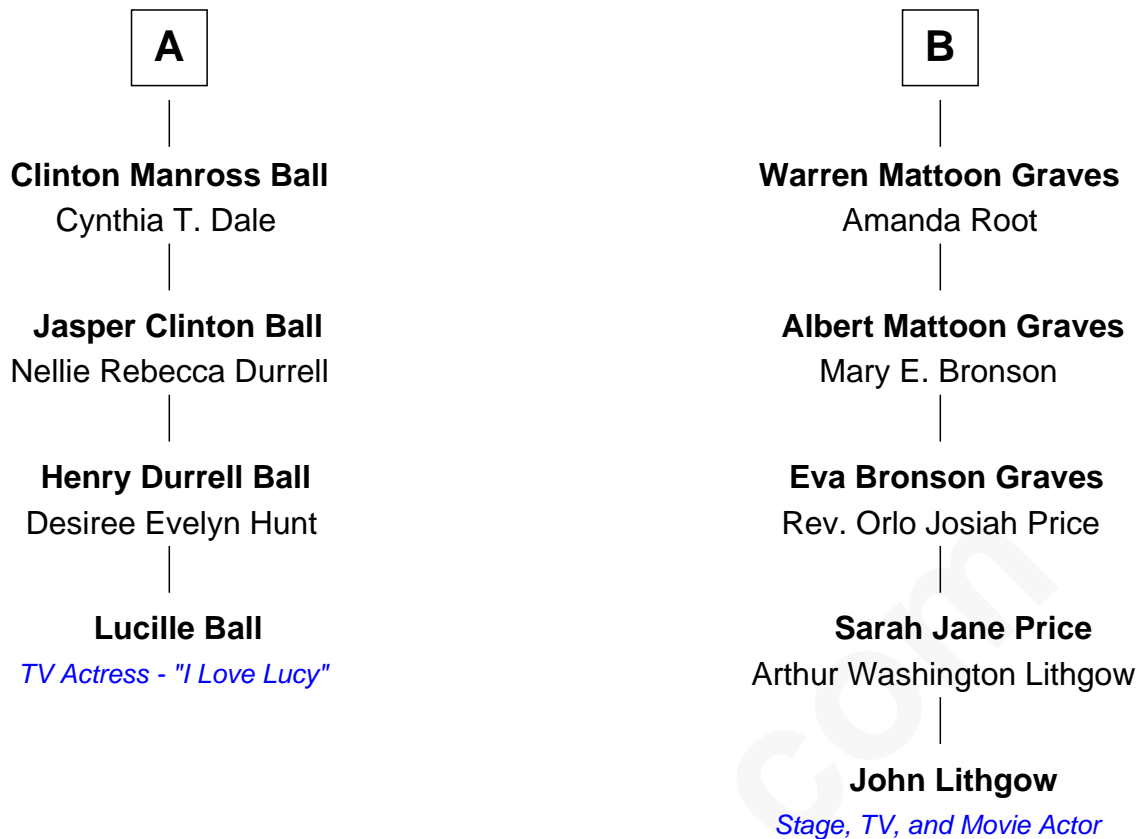 A
Clinton Manross Ball
Cynthia T. Dale
Jasper Clinton Ball
Nellie Rebecca Durrell
Henry Durrell Ball
Desiree Evelyn Hunt
Lucille Ball
TV Actress - "I Love Lucy"
B
Warren Mattoon Graves
Amanda Root
Albert Mattoon Graves
Mary E. Bronson
Eva Bronson Graves
Rev. Orlo Josiah Price
Sarah Jane Price
Arthur Washington Lithgow
John Lithgow
Stage, TV, and Movie Actor
com